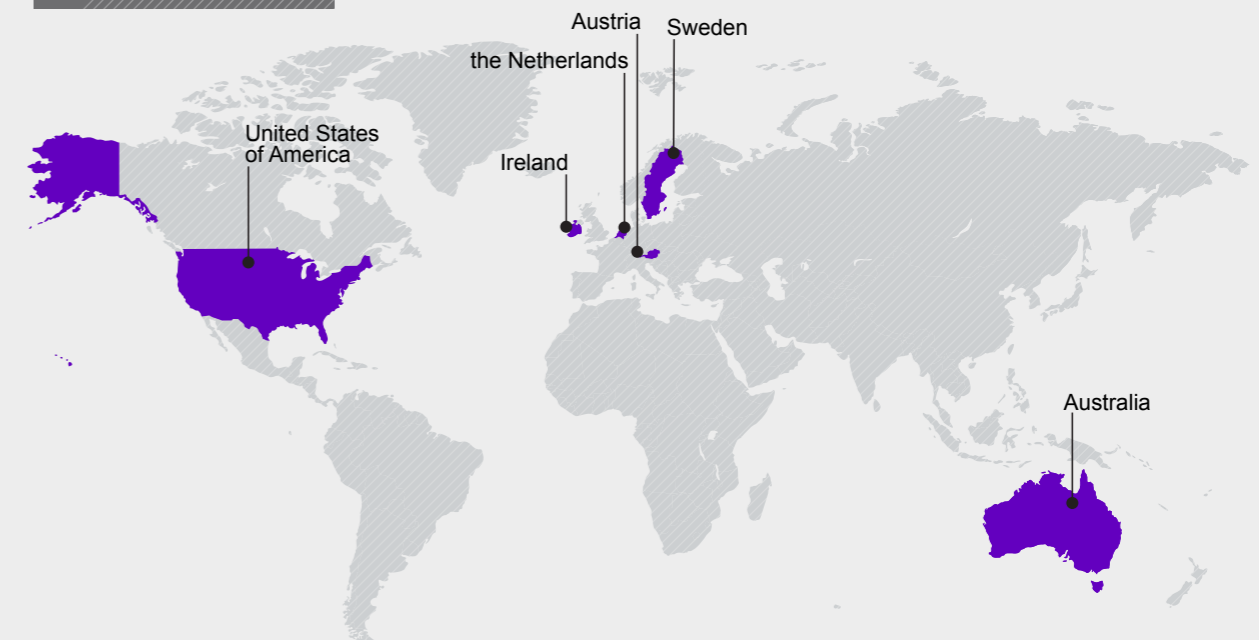 Austria
Sweden
the Netherlands
United States
of America
Ireland
Australia